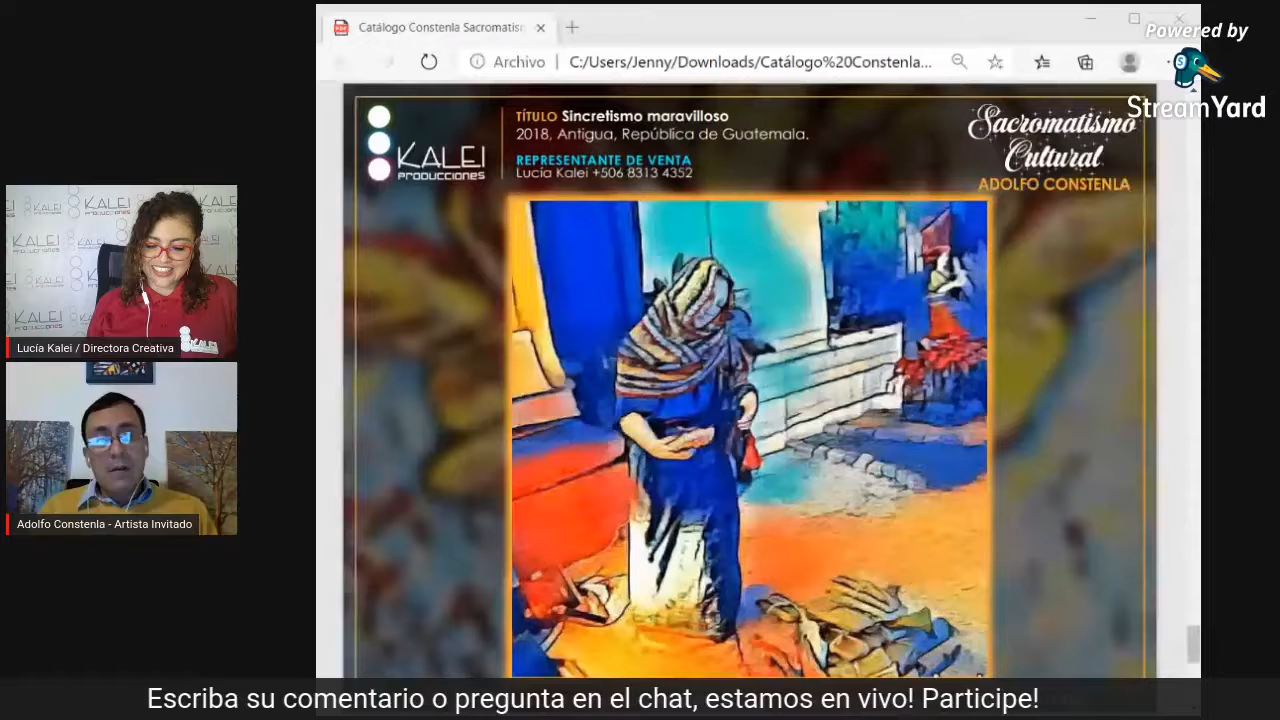 Catálogo Constenla Sacromatis
Powered by
StreamYard
Archivo
C:/Users/Jenny/Downloads/Catálogo%20Constenla...
KALEI
PRODUCCIONES
TÍTULO Sincretismo maravilloso
2018, Antigua, República de Guatemala.
REPRESENTANTE DE VENTA
Lucía Kalei +506 8313 4352
Sacromatismo
Cultural
ADOLFO CONSTENLA
Lucía Kalei / Directora Creativa
Adolfo Constenla - Artista Invitado
Escriba su comentario o pregunta en el chat, estamos en vivo! Participe!